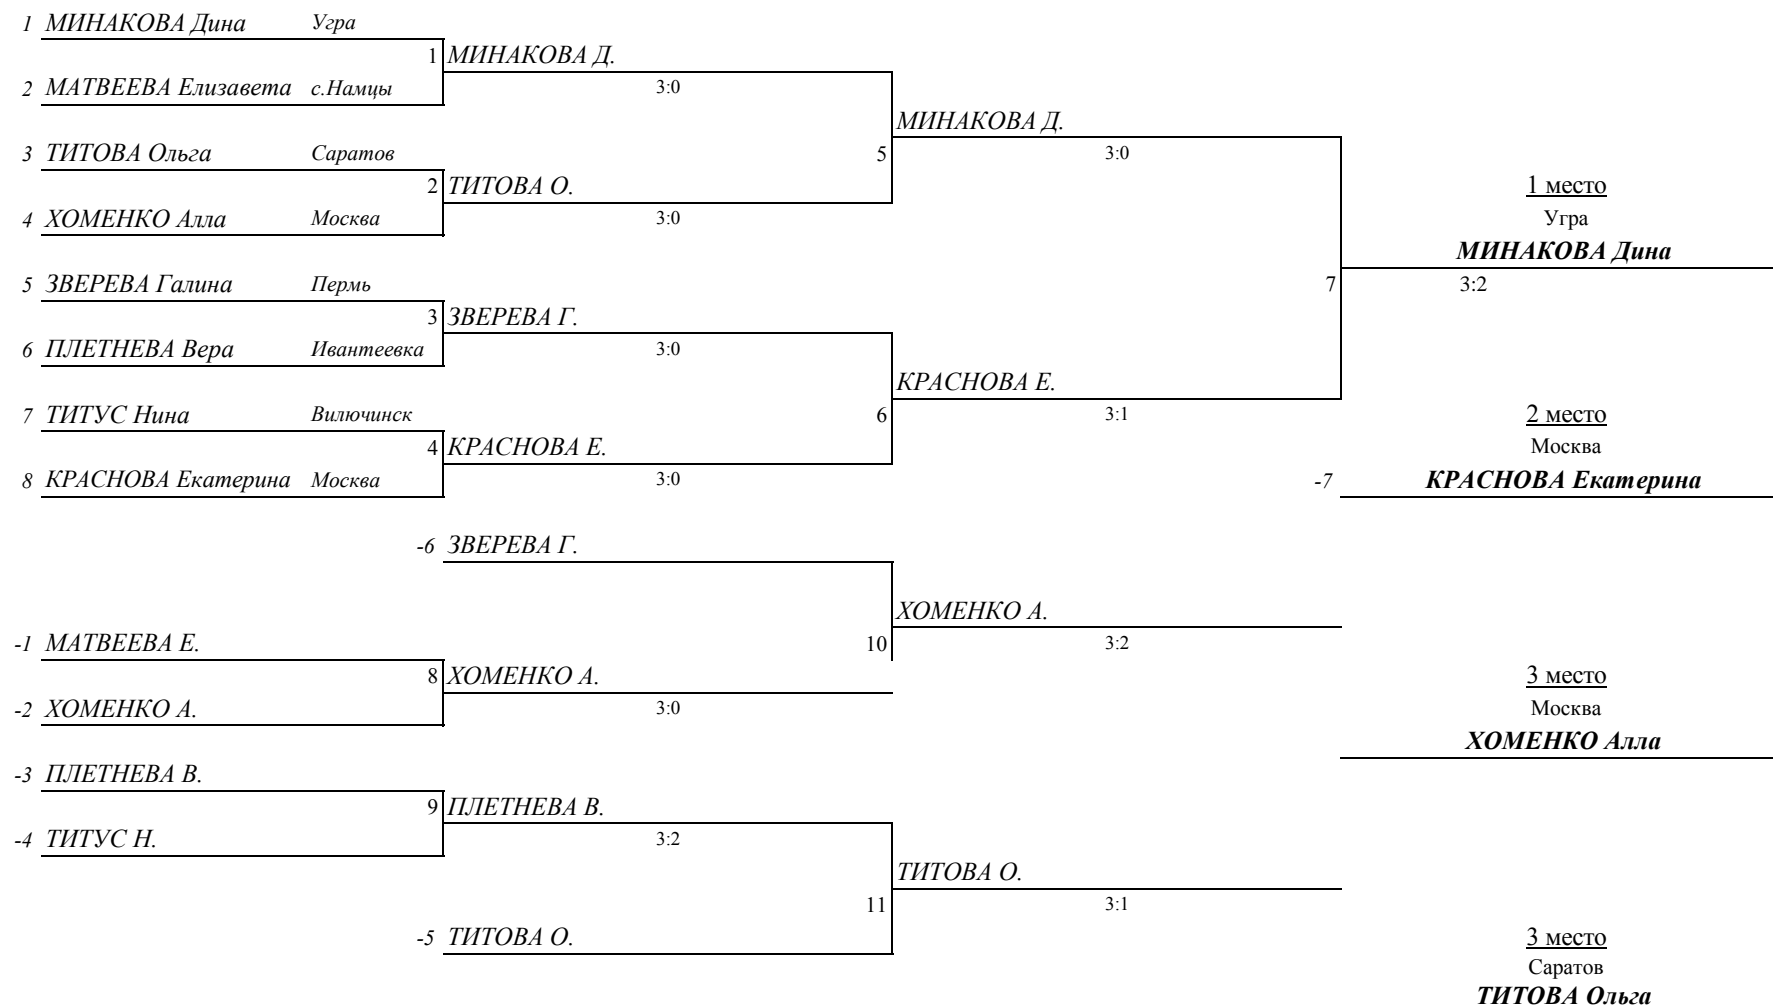 1 МИНАКОВА Дина Угра
1 МИНАКОВА Д.
2 МАТВЕЕВА Елизавета с.Намцы 3:0
МИНАКОВА Д.
3 ТИТОВА Ольга Саратов 5 3:0
2 ТИТОВА О. 1 место
4 ХОМЕНКО Алла Москва 3:0 Угра
МИНАКОВА Дина
5 ЗВЕРЕВА Галина Пермь 7 3:2
3 ЗВЕРЕВА Г.
6 ПЛЕТНЕВА Вера Ивантеевка 3:0
КРАСНОВА Е.
7 ТИТУС Нина Вилючинск 6 3:1 2 место
4 КРАСНОВА Е. Москва
8 КРАСНОВА Екатерина Москва 3:0 -7 КРАСНОВА Екатерина
-6 ЗВЕРЕВА Г.
ХОМЕНКО А.
-1 МАТВЕЕВА Е. 10 3:2
8 ХОМЕНКО А. 3 место
-2 ХОМЕНКО А. 3:0 Москва
ХОМЕНКО Алла
-3 ПЛЕТНЕВА В.
9 ПЛЕТНЕВА В.
-4 ТИТУС Н. 3:2
ТИТОВА О.
11 3:1
-5 ТИТОВА О. 3 место
Саратов
ТИТОВА Ольга